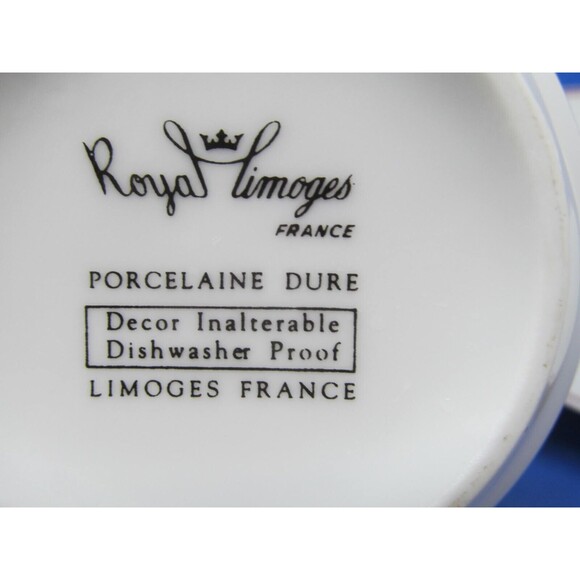 Royal Limoges
FRANCE
PORCELAINE DURE
Decor Inalterable
Dishwasher Proof
LIMOGES FRANCE